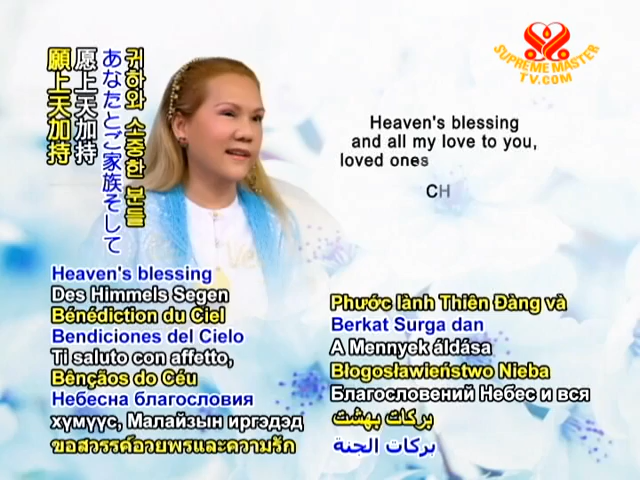 SUPREME MASTER
TV.COM
귀하와 소중한 분들
あなたとご家族そして
愿上天加持
願上天加持
Heaven's blessing
and all my love to you,
loved ones
CH
Heaven's blessing
Des Himmels Segen
Bénédiction du Ciel
Bendiciones del Cielo
Ti saluto con affetto,
Bênçãos do Céu
Небесна благословия
хүмүүс, Малайзын иргэдэд
ขอสวรรค์อวยพรและความรัก
Phước lành Thiên Đàng và
Berkat Surga dan
A Mennyek áldása
Błogosławieństwo Nieba
Благословений Небес и вся
برکات بهشت
بركات الجنة